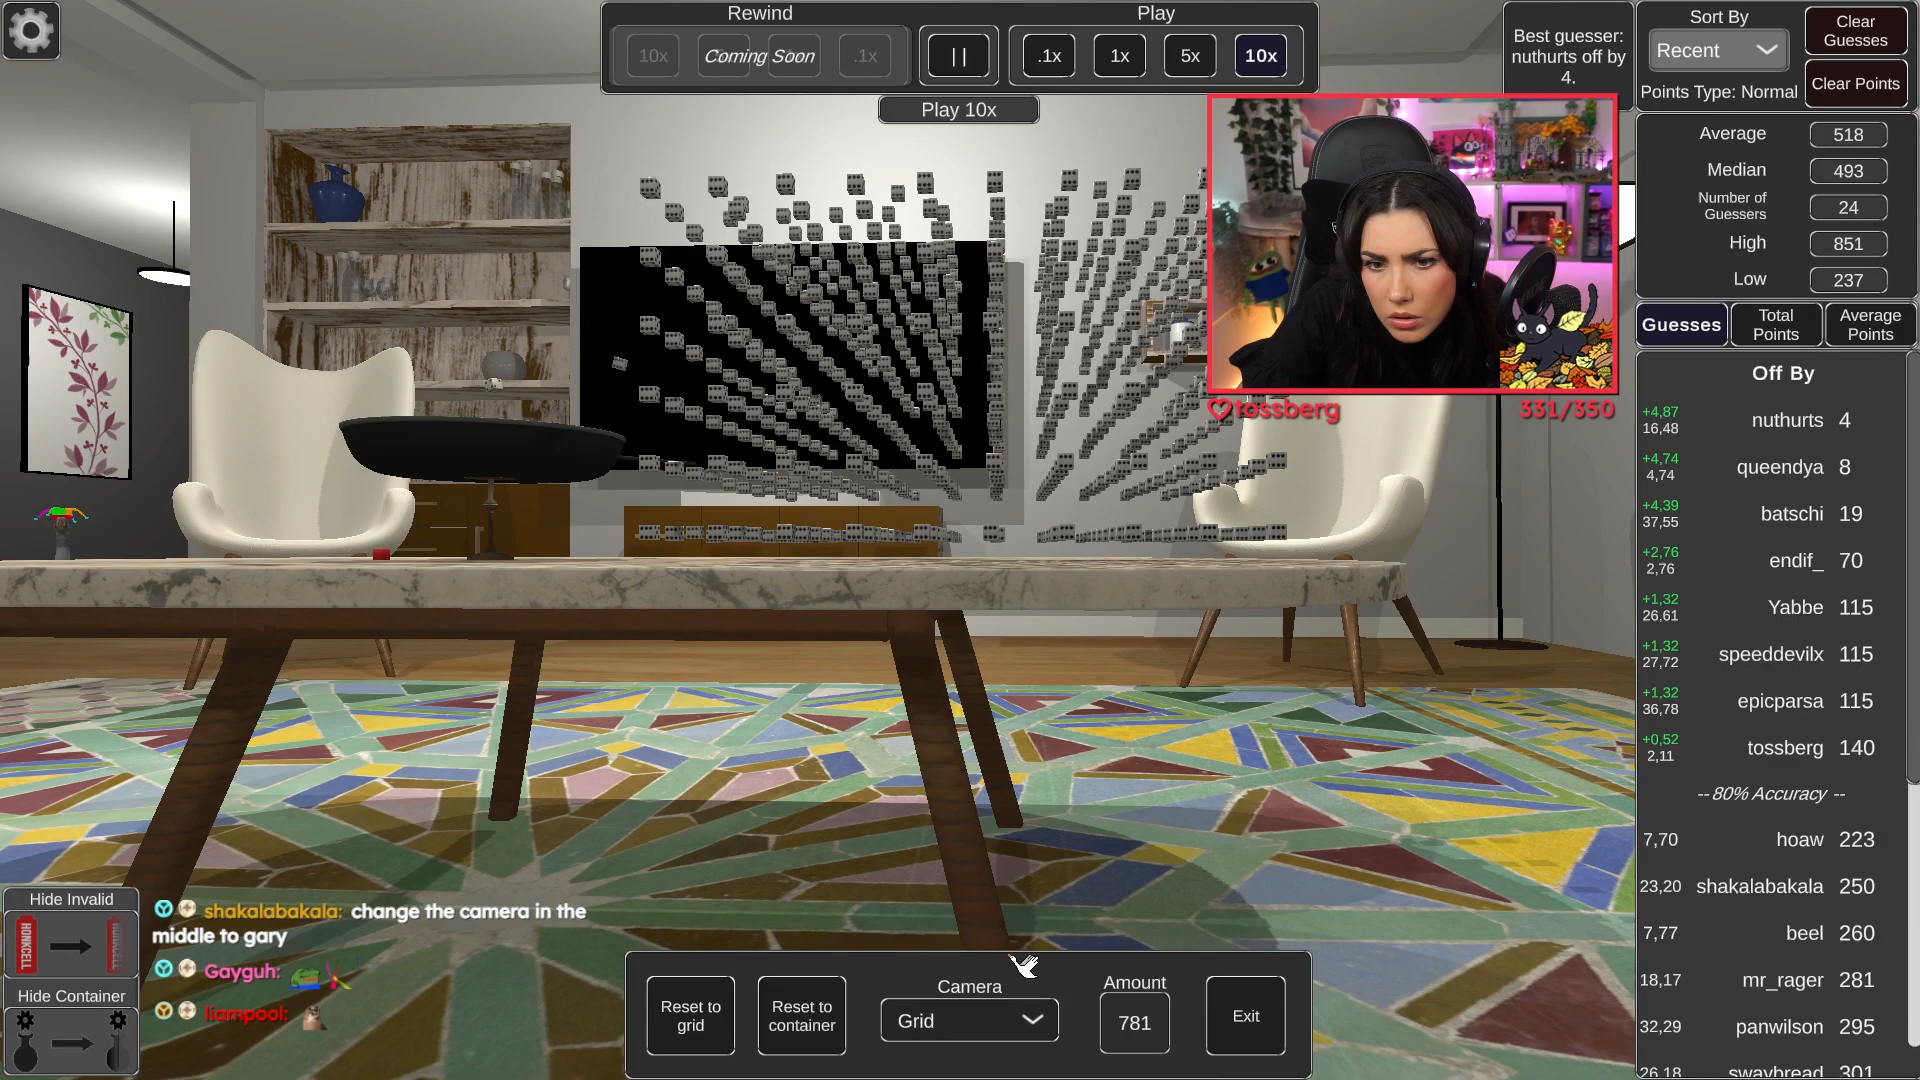 Rewind
10x
Coming Soon
.1x
Play
.1x
1x
5x
10x
Play 10x
Best guesser:
nuthurts off by
4.
Sort By
Recent
Points Type: Normal
Clear
Guesses
Clear Points
Average 518
Median 493
Number of
Guessers 24
High 851
Low 237
Guesses
Total
Points
Average
Points
Off By
+4,87
16,48 nuthurts 4
+4,74
4,74 queendya 8
+4,39
37,55 batschi 19
+2,76
2,76 endif_ 70
+1,32
26,61 Yabbe 115
+1,32
27,72 speeddevilx 115
+1,32
36,78 epicparsa 115
+0,52
2,11 tossberg 140
-- 80% Accuracy --
7,70 hoaw 223
23,20 shakalabakala 250
7,77 beel 260
18,17 mr_rager 281
32,29 panwilson 295
26,18 swaybread 301
tossberg 331/350
Hide Invalid
HONKCELL
Hide Container
shakalabakala: change the camera in the
middle to gary
Gayguh:
liampool:
Reset to
grid
Reset to
container
Camera
Grid
Amount
781
Exit